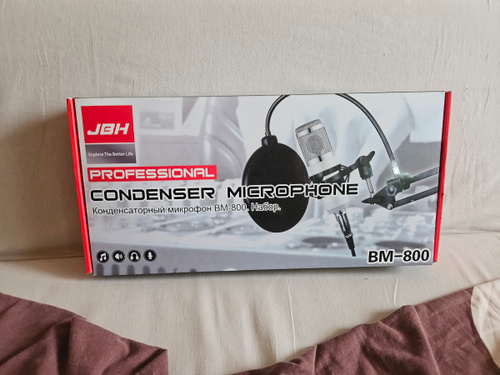 JBH
Explore The Better Life
PROFESSIONAL
CONDENSER MICROPHONE
Конденсаторный микрофон BM-800. Набор.
BM-800